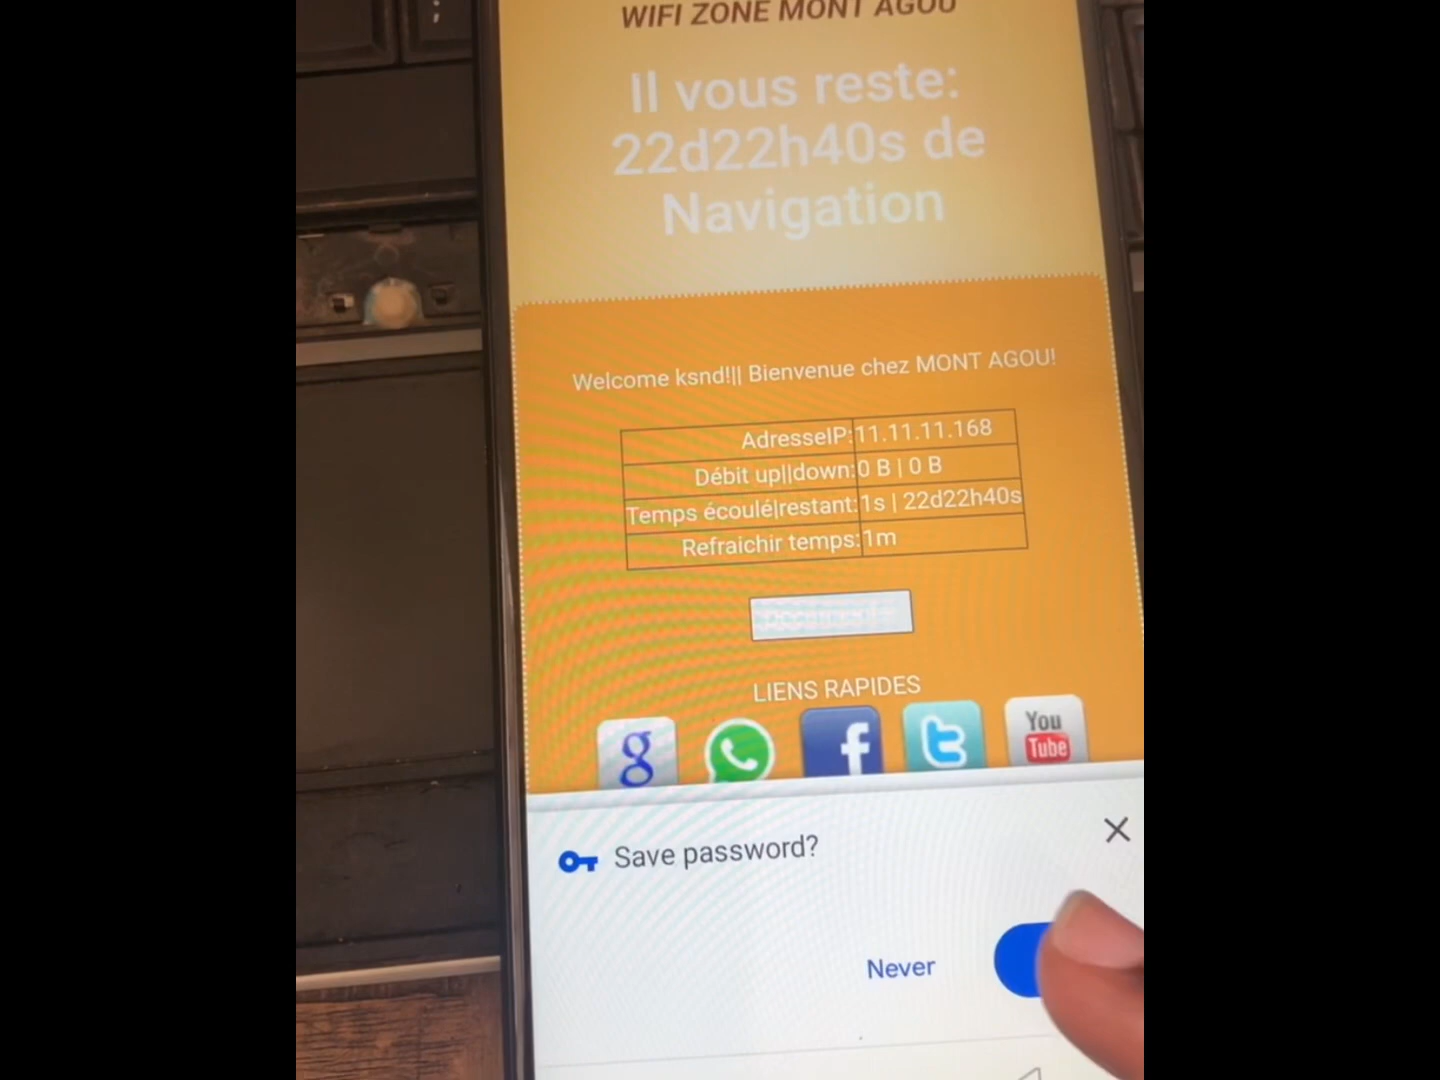 WIFI ZONE MONT AGOU
Il vous reste:
22d22h40s de
Navigation
Welcome ksnd!|| Bienvenue chez MONT AGOU!
AdresseIP: 11.11.11.168
Débit up||down: 0 B | 0 B
Temps écoulé|restant: 1s | 22d22h40s
Refraichir temps: 1m
LIENS RAPIDES
g
f
t
You
Tube
Save password?
Never